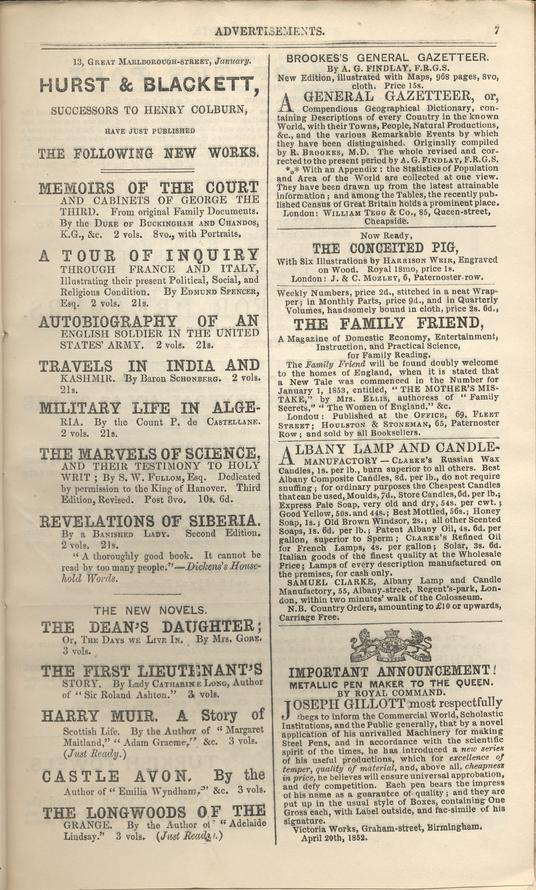 ADVERTISEMENTS. 7
13, GREAT MARLBOROUGH-STREET, January.
HURST & BLACKETT,
SUCCESSORS TO HENRY COLBURN,
HAVE JUST PUBLISHED
THE FOLLOWING NEW WORKS.
MEMOIRS OF THE COURT
AND CABINETS OF GEORGE THE
THIRD. From original Family Documents.
By the DUKE OF BUCKINGHAM AND CHANDOS,
K.G., &c. 2 vols. 8vo., with Portraits.
A TOUR OF INQUIRY
THROUGH FRANCE AND ITALY,
Illustrating their present Political, Social, and
Religious Condition. By EDMUND SPENCER,
Esq. 2 vols. 21s.
AUTOBIOGRAPHY OF AN
ENGLISH SOLDIER IN THE UNITED
STATES' ARMY. 2 vols. 21s.
TRAVELS IN INDIA AND
KASHMIR. By Baron SCHONBERG. 2 vols.
21s.
MILITARY LIFE IN ALGE-
RIA. By the Count P. de CASTELLANE.
2 vols. 21s.
THE MARVELS OF SCIENCE,
AND THEIR TESTIMONY TO HOLY
WRIT; By S. W. FULLOM, Esq. Dedicated
by permission to the King of Hanover. Third
Edition, Revised. Post 8vo. 10s. 6d.
REVELATIONS OF SIBERIA.
By a BANISHED LADY. Second Edition.
2 vols. 21s.
"A thoroughly good book. It cannot be
read by too many people."—Dickens's House-
hold Words.
THE NEW NOVELS.
THE DEAN'S DAUGHTER;
Or, THE DAYS WE LIVE IN. By Mrs. GORE.
3 vols.
THE FIRST LIEUTENANT'S
STORY. By Lady CATHARINE LONG, Author
of "Sir Roland Ashton." 3 vols.
HARRY MUIR. A Story of
Scottish Life. By the Author of "Margaret
Maitland," "Adam Graeme," &c. 3 vols.
(Just Ready.)
CASTLE AVON. By the
Author of "Emilia Wyndham," &c. 3 vols.
THE LONGWOODS OF THE
GRANGE. By the Author of "Adelaide
Lindsay." 3 vols. (Just Ready.)
BROOKES'S GENERAL GAZETTEER.
By A. G. FINDLAY, F.R.G.S.
New Edition, illustrated with Maps, 968 pages, 8vo,
cloth. Price 15s.
A GENERAL GAZETTEER, or,
Compendious Geographical Dictionary, con-
taining Descriptions of every Country in the known
World, with their Towns, People, Natural Productions,
&c., and the various Remarkable Events by which
they have been distinguished. Originally compiled
by R. BROOKES, M.D. The whole revised and cor-
rected to the present period by A. G. FINDLAY, F.R.G.S.
*** With an Appendix: the Statistics of Population
and Area of the World are collected at one view.
They have been drawn up from the latest attainable
information; and among the Tables, the recently pub-
lished Census of Great Britain holds a prominent place.
London: WILLIAM TEGG & Co., 85, Queen-street,
Cheapside.
Now Ready,
THE CONCEITED PIG,
With Six Illustrations by HARRISON WEIR, Engraved
on Wood. Royal 18mo, price 1s.
London: J. & C. MOZLEY, 6, Paternoster-row.
Weekly Numbers, price 2d., stitched in a neat Wrap-
per; in Monthly Parts, price 9d., and in Quarterly
Volumes, handsomely bound in cloth, price 2s. 6d.,
THE FAMILY FRIEND,
A Magazine of Domestic Economy, Entertainment,
Instruction, and Practical Science,
for Family Reading.
The Family Friend will be found doubly welcome
to the homes of England, when it is stated that
a New Tale was commenced in the Number for
January 1, 1853, entitled, "THE MOTHER'S MIS-
TAKE," by MRS. ELLIS, authoress of "Family
Secrets," "The Women of England," &c.
London: Published at the OFFICE, 69, FLEET
STREET; HOULSTON & STONEMAN, 65, Paternoster
Row; and sold by all Booksellers.
ALBANY LAMP AND CANDLE-
MANUFACTORY—CLARKE'S Russian Wax
Candles, 1s. per lb., burn superior to all others. Best
Albany Composite Candles, 8d. per lb., do not require
snuffing; for ordinary purposes the Cheapest Candles
that can be used, Moulds, 7d., Store Candles, 6d. per lb.;
Express Pale Soap, very old and dry, 54s. per cwt.;
Good Yellow, 50s. and 44s.; Best Mottled, 56s.; Honey
Soap, 1s.; Old Brown Windsor, 2s.; all other Scented
Soaps, 1s. 6d. per lb.; Patent Albany Oil, 4s. 6d. per
gallon, superior to Sperm; CLARKE'S Refined Oil
for French Lamps, 4s. per gallon; Solar, 3s. 6d.
Italian goods of the finest quality at the Wholesale
Price; Lamps of every description manufactured on
the premises, for cash only.
SAMUEL CLARKE, Albany Lamp and Candle
Manufactory, 55, Albany-street, Regent's-park, Lon-
don, within two minutes' walk of the Colosseum.
N.B. Country Orders, amounting to £10 or upwards,
Carriage Free.
IMPORTANT ANNOUNCEMENT!
METALLIC PEN MAKER TO THE QUEEN.
BY ROYAL COMMAND.
JOSEPH GILLOTT most respectfully
begs to inform the Commercial World, Scholastic
Institutions, and the Public generally, that by a novel
application of his unrivalled Machinery for making
Steel Pens, and in accordance with the scientific
spirit of the times, he has introduced a new series
of his useful productions, which for excellence of
temper, quality of material, and, above all, cheapness
in price, he believes will ensure universal approbation,
and defy competition. Each pen bears the impress
of his name as a guarantee of quality; and they are
put up in the usual style of Boxes, containing One
Gross each, with Label outside, and fac-simile of his
signature.
Victoria Works, Graham-street, Birmingham.
April 20th, 1852.